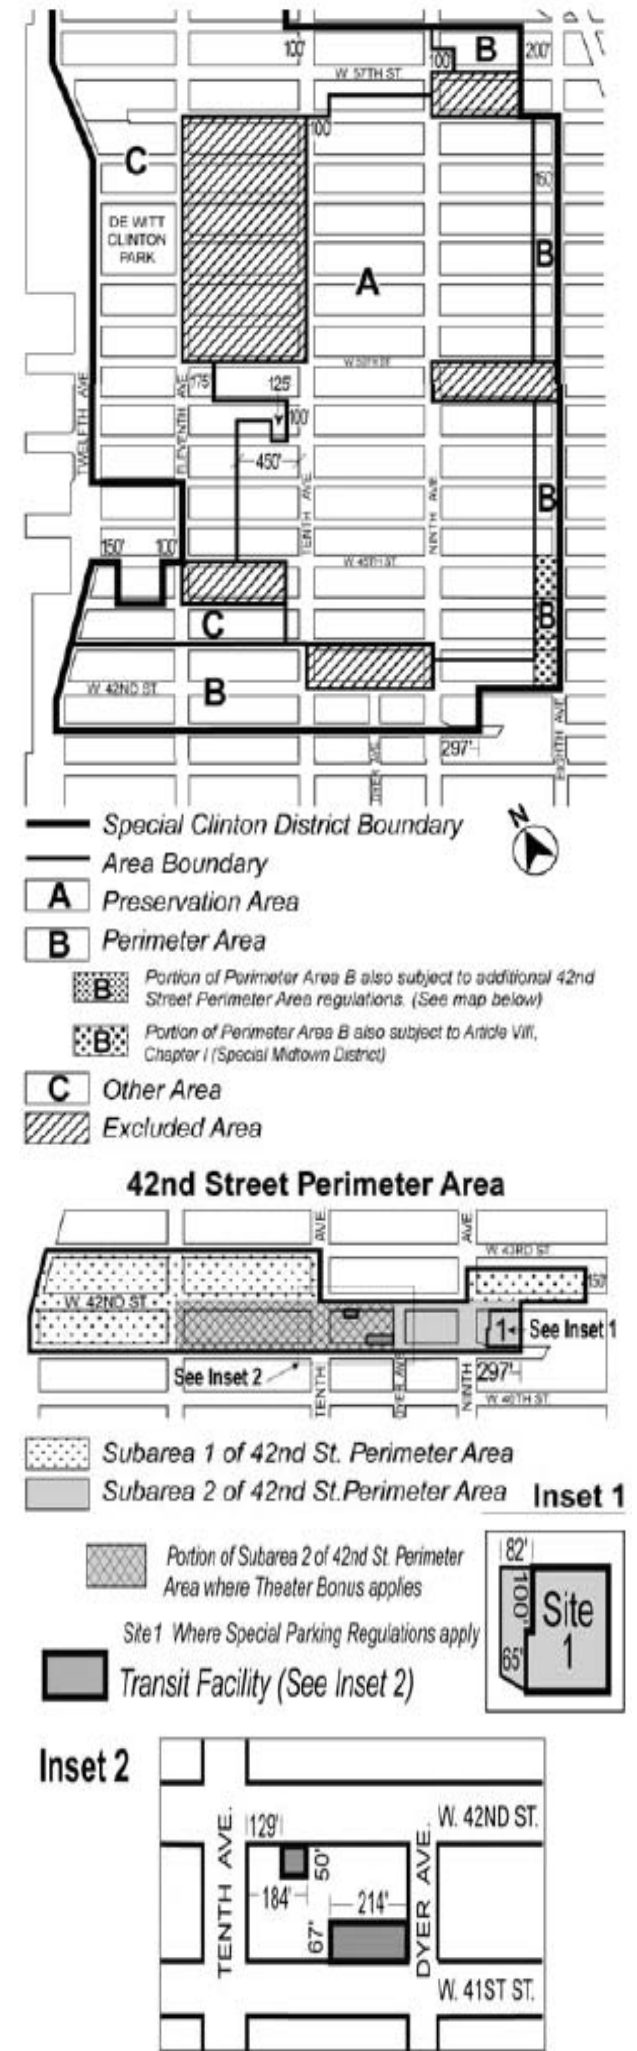 B
100'
100'
200'
W. 57TH ST.
100'
C
150'
DE WITT
CLINTON
PARK
B
A
W. 50TH ST.
TWELFTH AVE.
ELEVENTH AVE.
175'
125'
100'
450'
TENTH AVE.
NINTH AVE.
B
150'
100'
W. 45TH ST.
C
B
W. 42ND ST.
B
DYER AVE.
297'
EIGHTH AVE.
N
Special Clinton District Boundary
Area Boundary
A Preservation Area
B Perimeter Area
B Portion of Perimeter Area B also subject to additional 42nd
Street Perimeter Area regulations. (See map below)
B Portion of Perimeter Area B also subject to Article VIII,
Chapter I (Special Midtown District)
C Other Area
Excluded Area
42nd Street Perimeter Area
AVE.
AVE.
W. 43RD ST.
150'
W. 42ND ST.
1
See Inset 1
See Inset 2
TENTH
DYER AVE.
NINTH
297'
W. 40TH ST.
Subarea 1 of 42nd St. Perimeter Area
Subarea 2 of 42nd St.Perimeter Area
Inset 1
Portion of Subarea 2 of 42nd St. Perimeter
Area where Theater Bonus applies
Site 1 Where Special Parking Regulations apply
Transit Facility (See Inset 2)
82'
100'
65'
Site
1
Inset 2
W. 42ND ST.
TENTH AVE.
129'
50'
184'
214'
67'
DYER AVE.
W. 41ST ST.